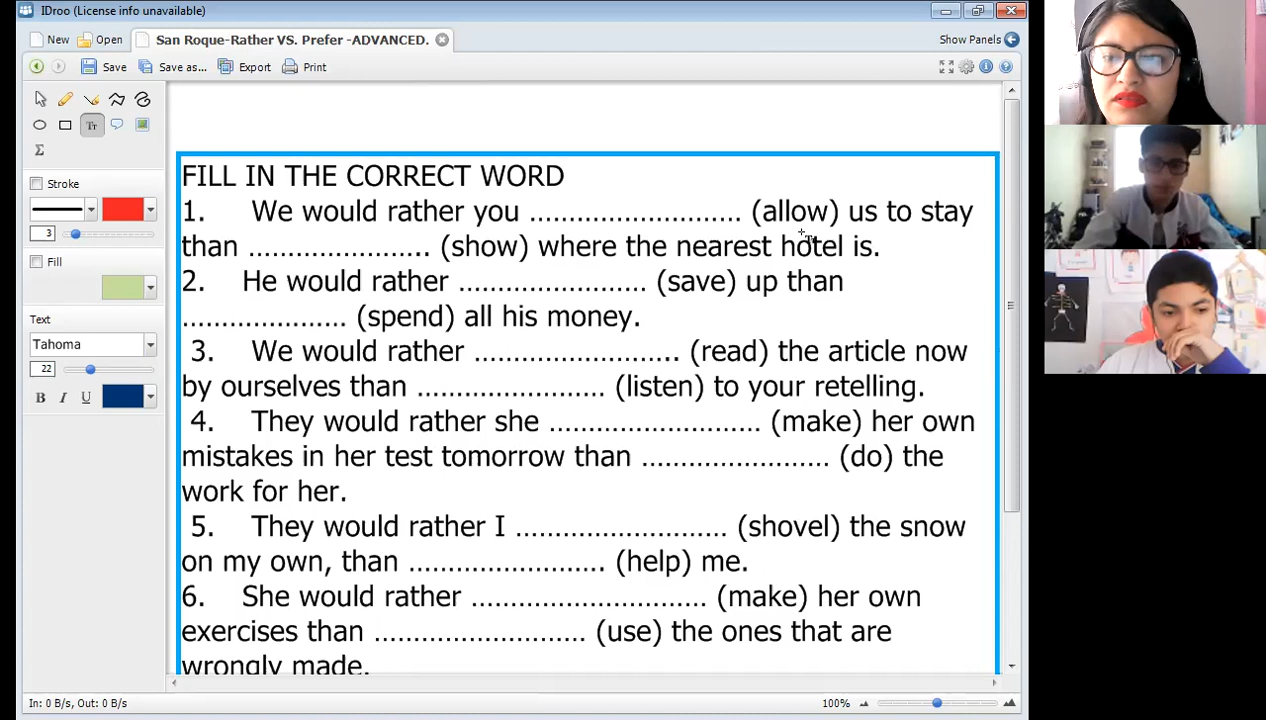 IDroo (License info unavailable)
New Open San Roque-Rather VS. Prefer -ADVANCED. Show Panels
Save Save as... Export Print
Tr
Σ
Stroke
3
Fill
Text
Tahoma
22
B I U
FILL IN THE CORRECT WORD
1. We would rather you ........................... (allow) us to stay
than ........................ (show) where the nearest hotel is.
2. He would rather ........................ (save) up than
..................... (spend) all his money.
3. We would rather .......................... (read) the article now
by ourselves than ........................ (listen) to your retelling.
4. They would rather she ........................... (make) her own
mistakes in her test tomorrow than ........................ (do) the
work for her.
5. They would rather I ........................... (shovel) the snow
on my own, than ......................... (help) me.
6. She would rather .............................. (make) her own
exercises than ........................... (use) the ones that are
wrongly made.
In: 0 B/s, Out: 0 B/s 100%